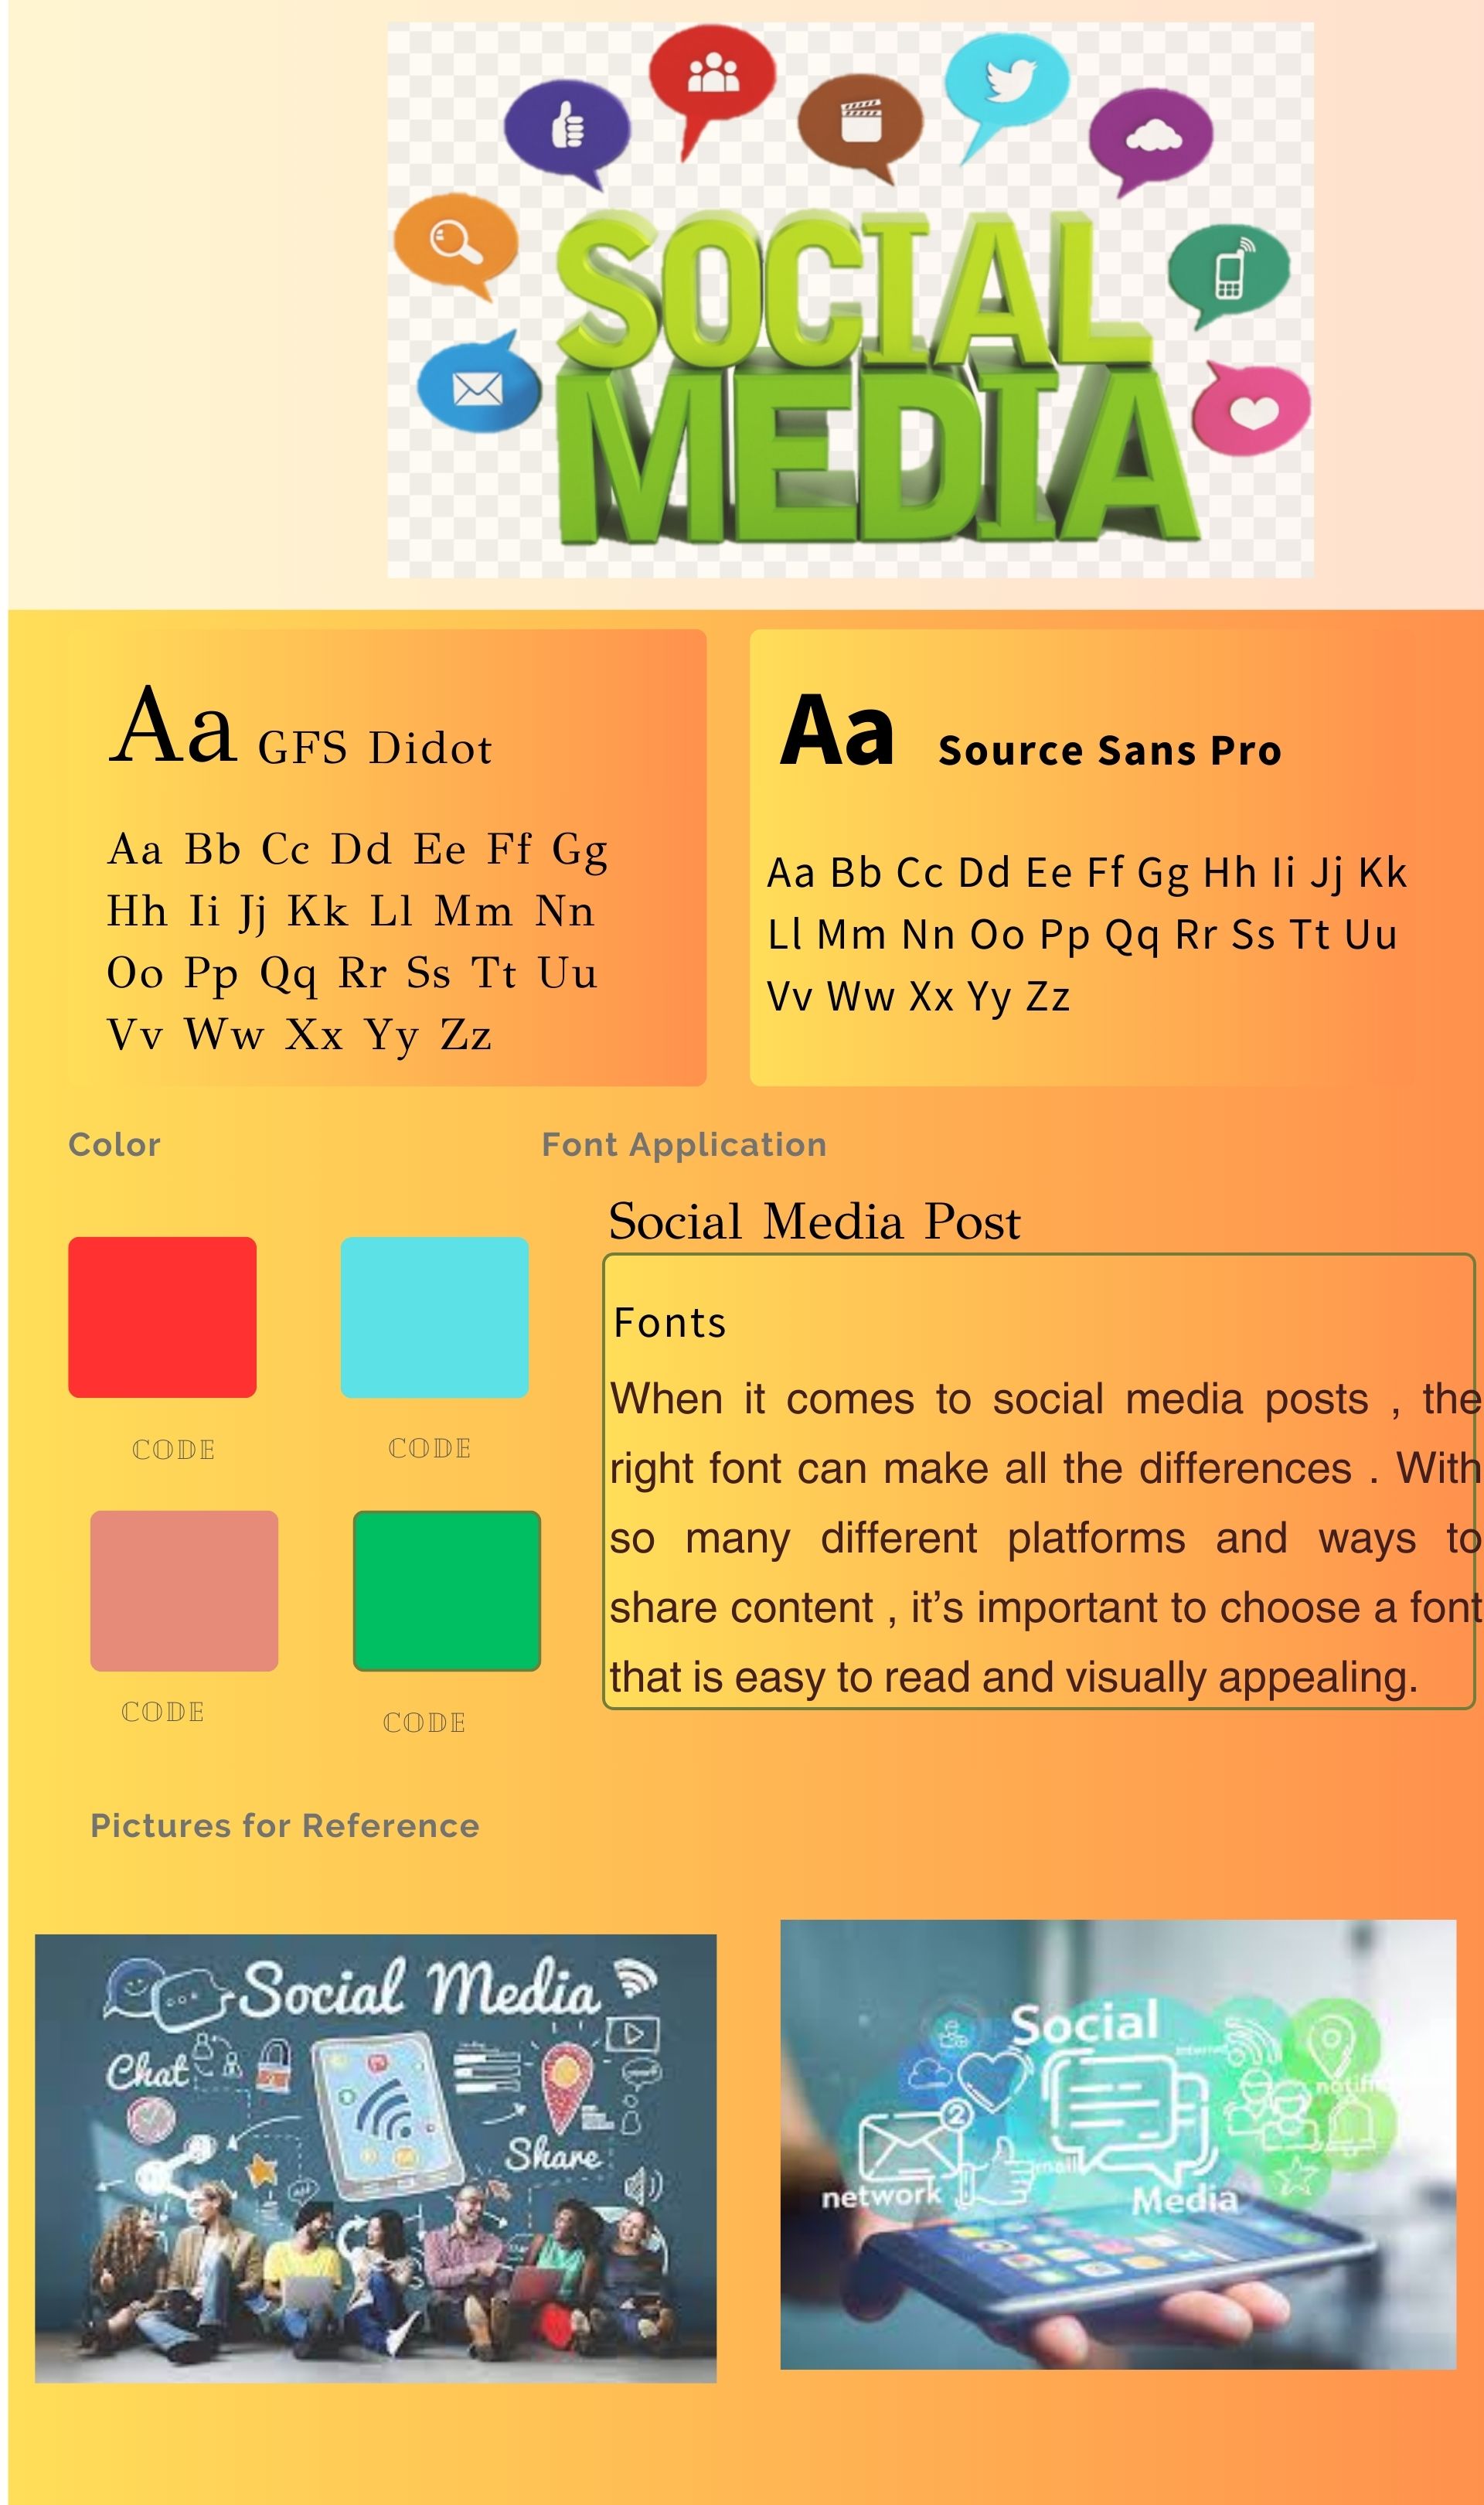 SOCIAL
MEDIA
Aa GFS Didot
Aa Bb Cc Dd Ee Ff Gg
Hh Ii Jj Kk Ll Mm Nn
Oo Pp Qq Rr Ss Tt Uu
Vv Ww Xx Yy Zz
Aa Source Sans Pro
Aa Bb Cc Dd Ee Ff Gg Hh Ii Jj Kk
Ll Mm Nn Oo Pp Qq Rr Ss Tt Uu
Vv Ww Xx Yy Zz
Color
CODE
CODE
CODE
CODE
Font Application
Social Media Post
Fonts
When it comes to social media posts , the
right font can make all the differences . With
so many different platforms and ways to
share content , it’s important to choose a font
that is easy to read and visually appealing.
Pictures for Reference
Social Media
Chat
Share
Social
2
network
Media